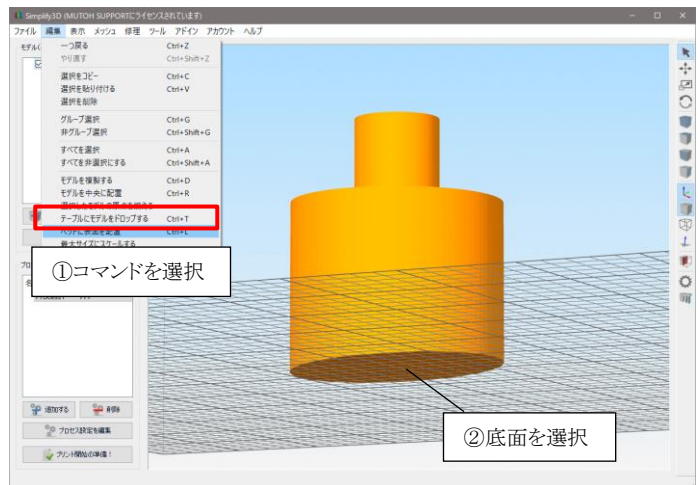 Simplify3D (MUTOH SUPPORTにライセンスされています)
ファイル 編集 表示 メッシュ 修理 ツール アドイン アカウント ヘルプ
一つ戻る Ctrl+Z
やり直す Ctrl+Shift+Z
選択をコピー Ctrl+C
選択を貼り付ける Ctrl+V
選択を削除
グループ選択 Ctrl+G
非グループ選択 Ctrl+Shift+G
すべてを選択 Ctrl+A
すべてを非選択にする Ctrl+Shift+A
モデルを複製する Ctrl+D
モデルを中央に配置 Ctrl+R
テーブルにモデルをドロップする Ctrl+T
ベッドに表面を配置 Ctrl+L
最大サイズにスケールする
①コマンドを選択
②底面を選択
追加する 削除
プロセス設定を編集
プリント開始の準備！